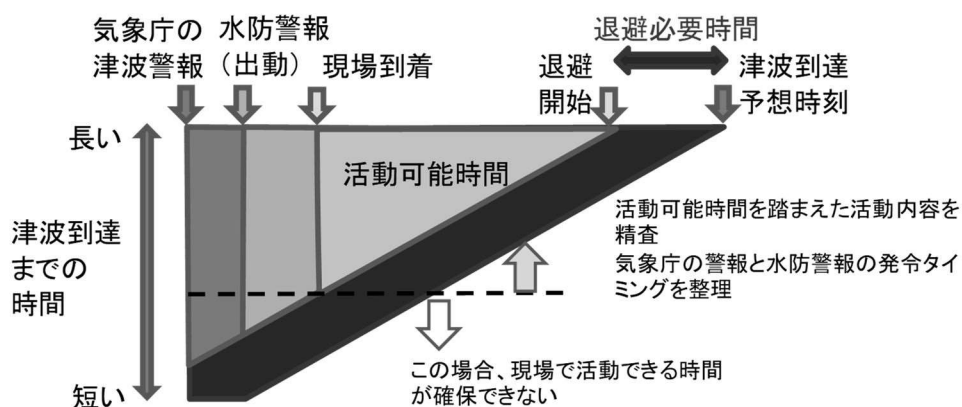 気象庁の
津波警報
水防警報
(出動)
現場到着
退避
開始
退避必要時間
津波到達
予想時刻
長い
活動可能時間
津波到達
までの
時間
活動可能時間を踏まえた活動内容を
精査
気象庁の警報と水防警報の発令タイ
ミングを整理
この場合、現場で活動できる時間
が確保できない
短い